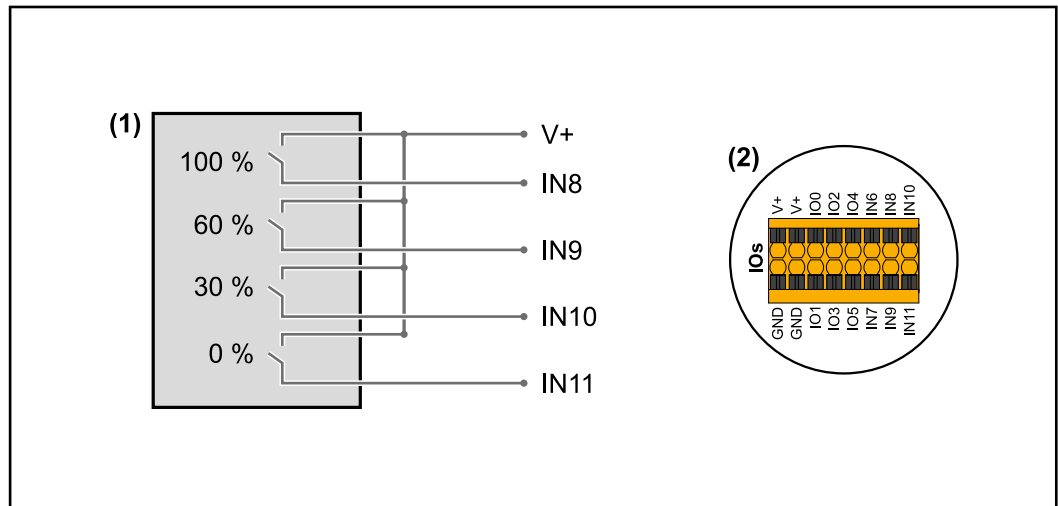 (1)
100 %
60 %
30 %
0 %
V+
IN8
IN9
IN10
IN11
(2)
V+
V+
IO0
IO2
IO4
IN6
IN8
IN10
IOs
GND
GND
IO1
IO3
IO5
IN7
IN9
IN11